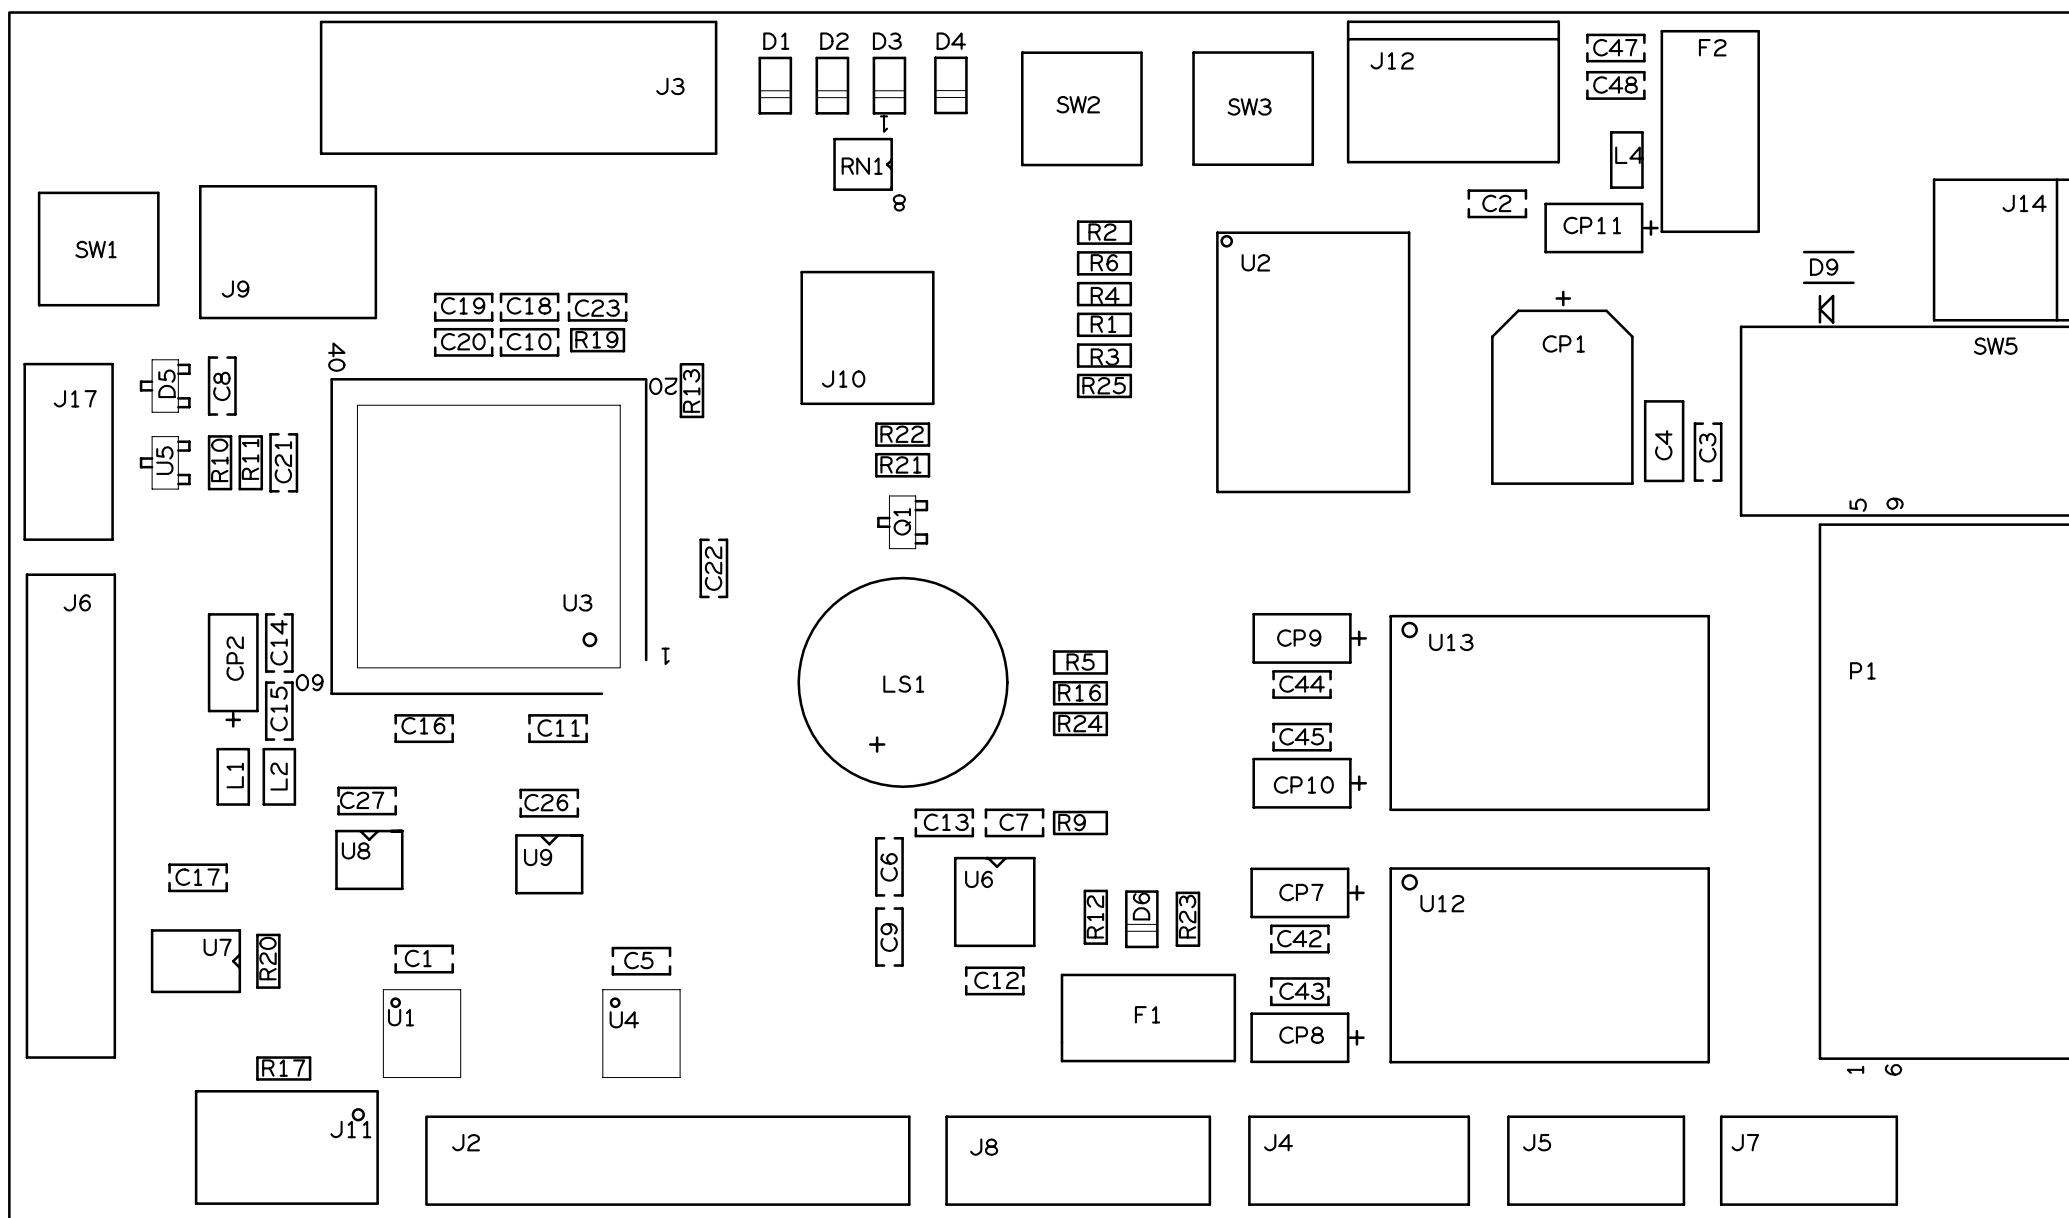 D1 D2 D3 D4
C47
F2
J12
J3
C48
SW2 SW3
1
RN1
L4
8
C2
J14
CP11
R2
SW1
R6
U2
D9
J9
R4
+
C19 C18 C23
R1
C20 C10 R19
CP1
SW5
40
R3
J10
D5
C8
20
R13
R25
J17
R22
C4
C3
U5
R10
R11
C21
R21
5 9
Q1
C22
J6
U3
CP9 +
U13
C14
CP2
1
R5
P1
60
LS1
C44
R16
C15
+
C16 C11
R24
C45
+
L1
L2
CP10 +
C27 C26
C13 C7 R9
U8 U9
C6
U6
C17
CP7 +
U12
R12
D6
R23
U7
R20
C9
C42
C1 C5
C12
C43
U1 U4
F1
CP8 +
R17
1 6
J11
J2 J8 J4 J5 J7